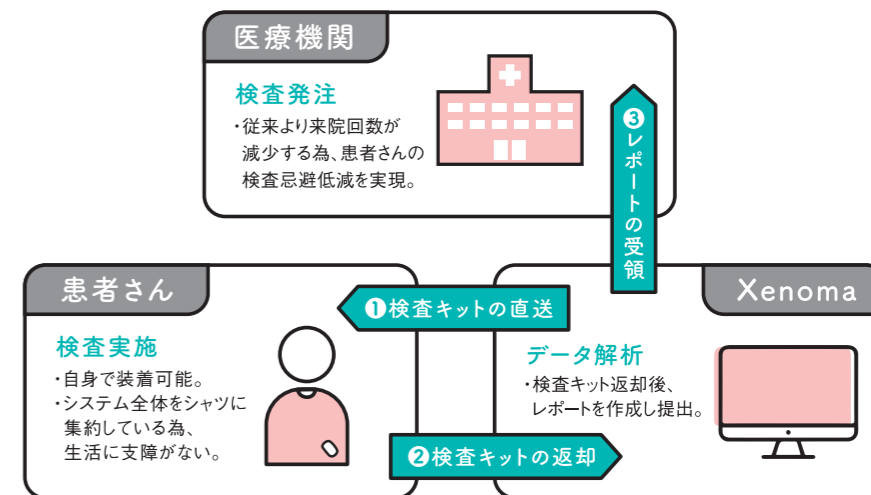 医療機関
検査発注
・従来より来院回数が
減少する為、患者さんの
検査忌避低減を実現。
❸レポートの受領
患者さん
検査実施
・自身で装着可能。
・システム全体をシャツに
集約している為、
生活に支障がない。
❶検査キットの直送
❷検査キットの返却
Xenoma
データ解析
・検査キット返却後、
レポートを作成し提出。